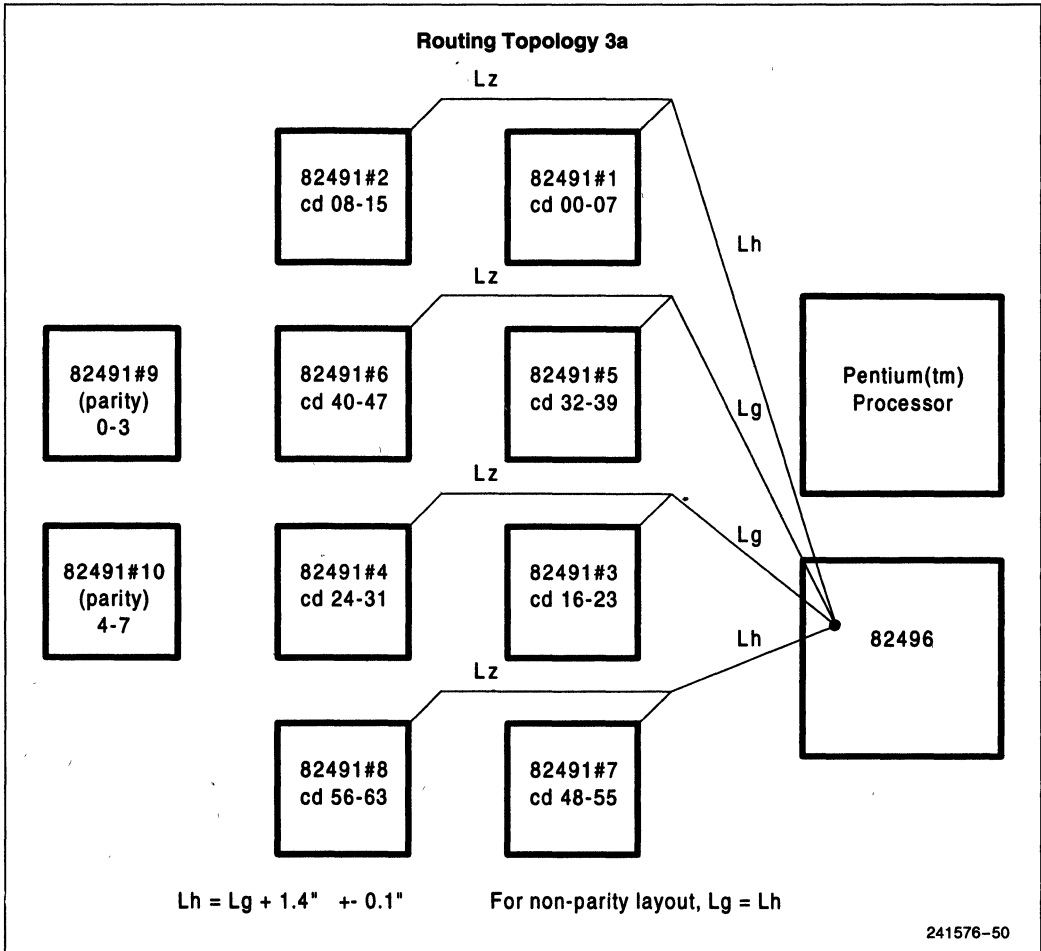 Routing Topology 3a
Lz
82491#2
cd 08-15
82491#1
cd 00-07
Lh
Lz
82491#9
(parity)
0-3
82491#6
cd 40-47
82491#5
cd 32-39
Lg
Pentium(tm)
Processor
Lz
82491#10
(parity)
4-7
82491#4
cd 24-31
82491#3
cd 16-23
Lg
82496
Lh
Lz
82491#8
cd 56-63
82491#7
cd 48-55
Lh = Lg + 1.4" +- 0.1"
For non-parity layout, Lg = Lh
241576-50